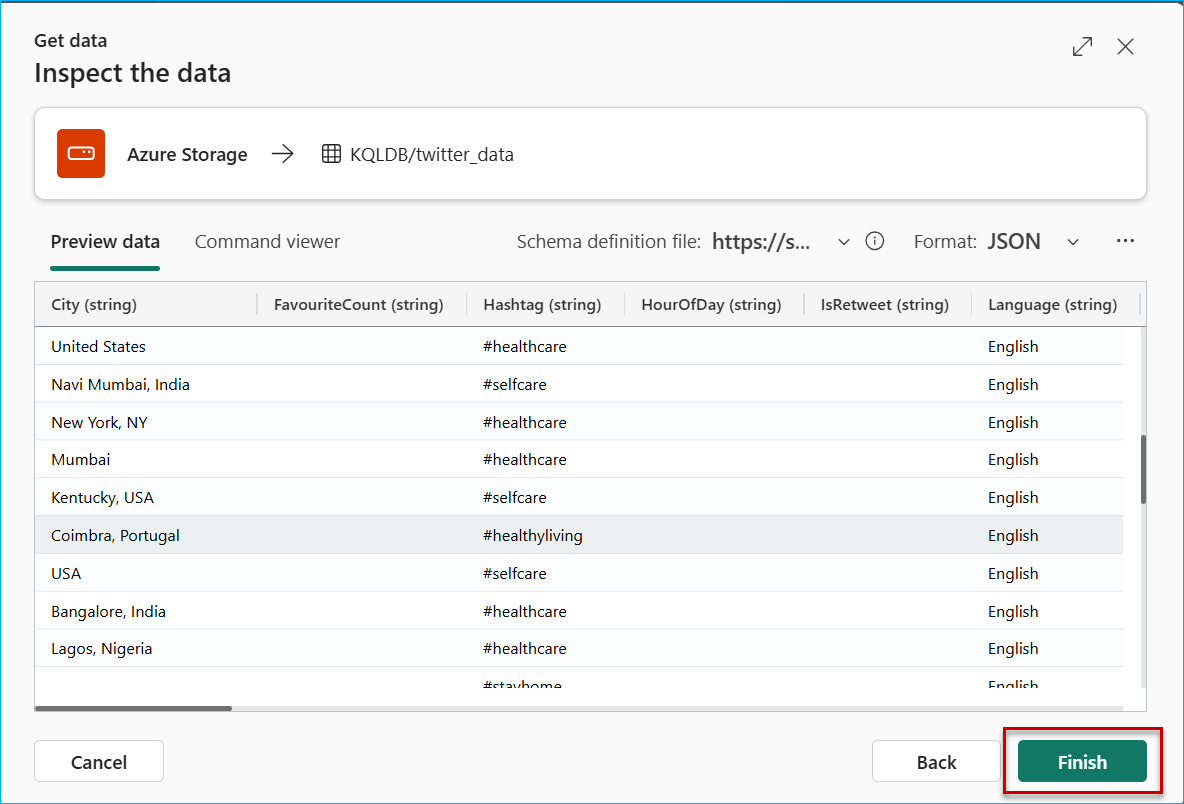 Get data
Inspect the data
Azure Storage → KQLDB/twitter_data
Preview data Command viewer Schema definition file: https://s... Format: JSON ...
City (string) FavouriteCount (string) Hashtag (string) HourOfDay (string) IsRetweet (string) Language (string)
United States #healthcare English
Navi Mumbai, India #selfcare English
New York, NY #healthcare English
Mumbai #healthcare English
Kentucky, USA #selfcare English
Coimbra, Portugal #healthyliving English
USA #selfcare English
Bangalore, India #healthcare English
Lagos, Nigeria #healthcare English
#stayhome English
Cancel Back Finish